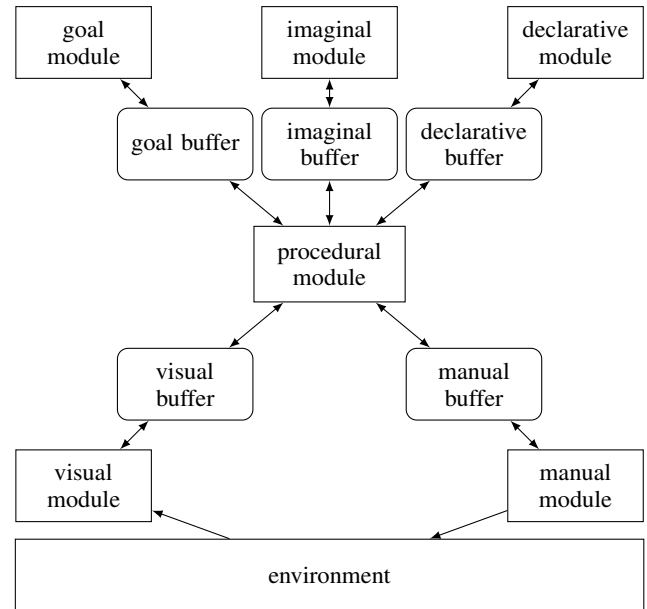 goal
module
imaginal
module
declarative
module
goal buffer
imaginal
buffer
declarative
buffer
procedural
module
visual
buffer
manual
buffer
visual
module
manual
module
environment